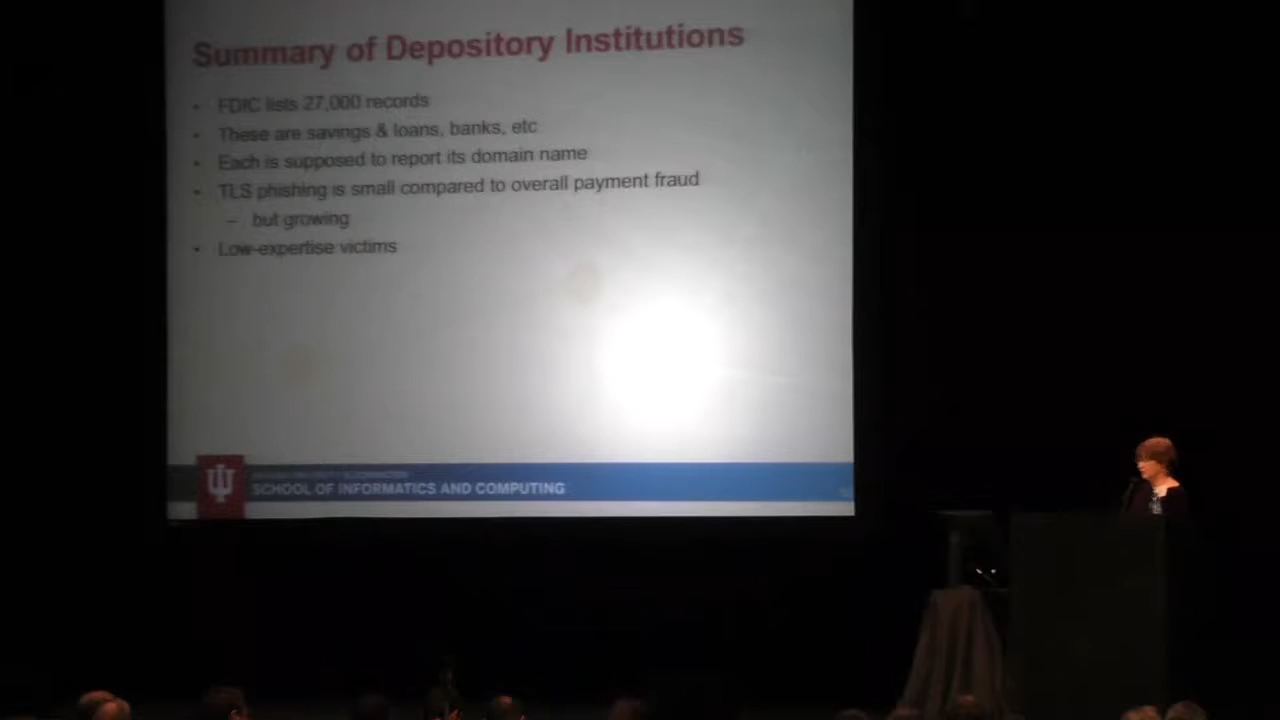 Summary of Depository Institutions
• FDIC lists 27,000 records
• These are savings & loans, banks, etc
• Each is supposed to report its domain name
• TLS phishing is small compared to overall payment fraud
– but growing
• Low-expertise victims
SCHOOL OF INFORMATICS AND COMPUTING